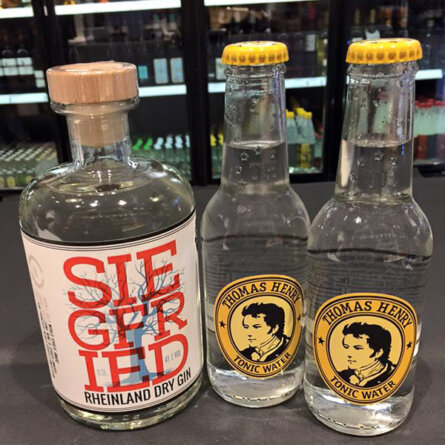 SIE
GFR
IED
RHEINLAND DRY GIN
THOMAS HENRY
TONIC WATER
THOMAS HENRY
TONIC WATER